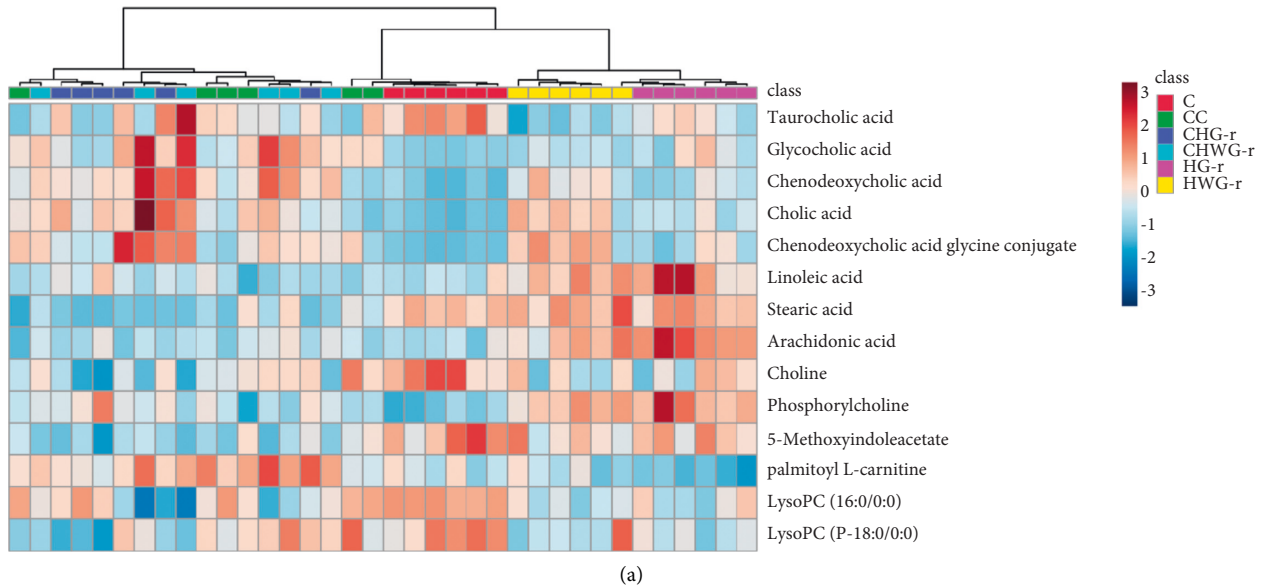 class
Taurocholic acid
Glycocholic acid
Chenodeoxycholic acid
Cholic acid
Chenodeoxycholic acid glycine conjugate
Linoleic acid
Stearic acid
Arachidonic acid
Choline
Phosphorylcholine
5-Methoxyindoleacetate
palmitoyl L-carnitine
LysoPC (16:0/0:0)
LysoPC (P-18:0/0:0)
3
2
1
0
-1
-2
-3
class
C
CC
CHG-r
CHWG-r
HG-r
HWG-r
(a)